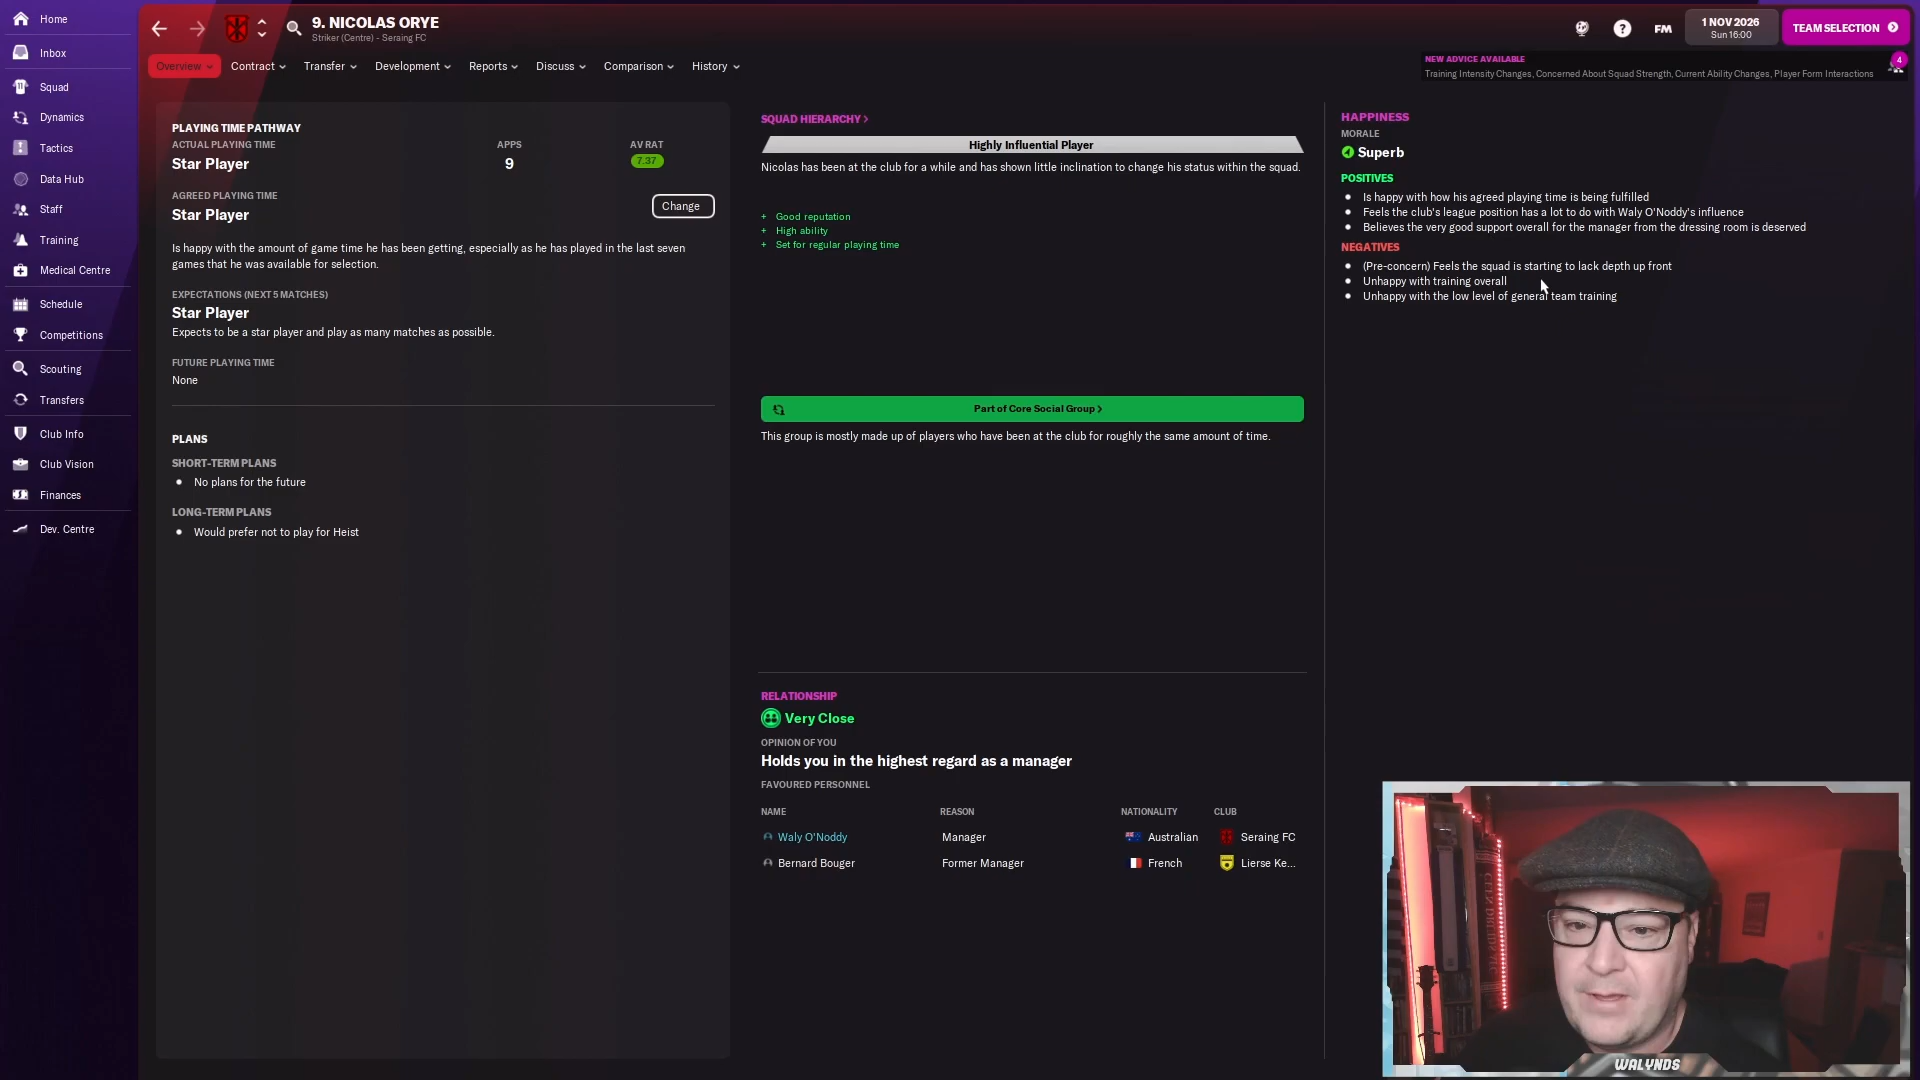 Home
Inbox
Squad
Dynamics
Tactics
Data Hub
Staff
Training
Medical Centre
Schedule
Competitions
Scouting
Transfers
Club Info
Club Vision
Finances
Dev. Centre
9. NICOLAS ORYE
Striker (Centre) - Seraing FC
FM
1 NOV 2026
Sun 16:00
TEAM SELECTION
Overview
Contract
Transfer
Development
Reports
Discuss
Comparison
History
NEW ADVICE AVAILABLE
Training Intensity Changes, Concerned About Squad Strength, Current Ability Changes, Player Form Interactions
4
PLAYING TIME PATHWAY
ACTUAL PLAYING TIME
APPS
AV RAT
Star Player
9
7.37
AGREED PLAYING TIME
Star Player
Change
Is happy with the amount of game time he has been getting, especially as he has played in the last seven
games that he was available for selection.
EXPECTATIONS (NEXT 5 MATCHES)
Star Player
Expects to be a star player and play as many matches as possible.
FUTURE PLAYING TIME
None
PLANS
SHORT-TERM PLANS
No plans for the future
LONG-TERM PLANS
Would prefer not to play for Heist
SQUAD HIERARCHY >
Highly Influential Player
Nicolas has been at the club for a while and has shown little inclination to change his status within the squad.
+ Good reputation
+ High ability
+ Set for regular playing time
Part of Core Social Group >
This group is mostly made up of players who have been at the club for roughly the same amount of time.
RELATIONSHIP
Very Close
OPINION OF YOU
Holds you in the highest regard as a manager
FAVOURED PERSONNEL
NAME REASON NATIONALITY CLUB
Waly O'Noddy Manager Australian Seraing FC
Bernard Bouger Former Manager French Lierse Ke...
HAPPINESS
MORALE
Superb
POSITIVES
Is happy with how his agreed playing time is being fulfilled
Feels the club's league position has a lot to do with Waly O'Noddy's influence
Believes the very good support overall for the manager from the dressing room is deserved
NEGATIVES
(Pre-concern) Feels the squad is starting to lack depth up front
Unhappy with training overall
Unhappy with the low level of general team training
WALYNDS